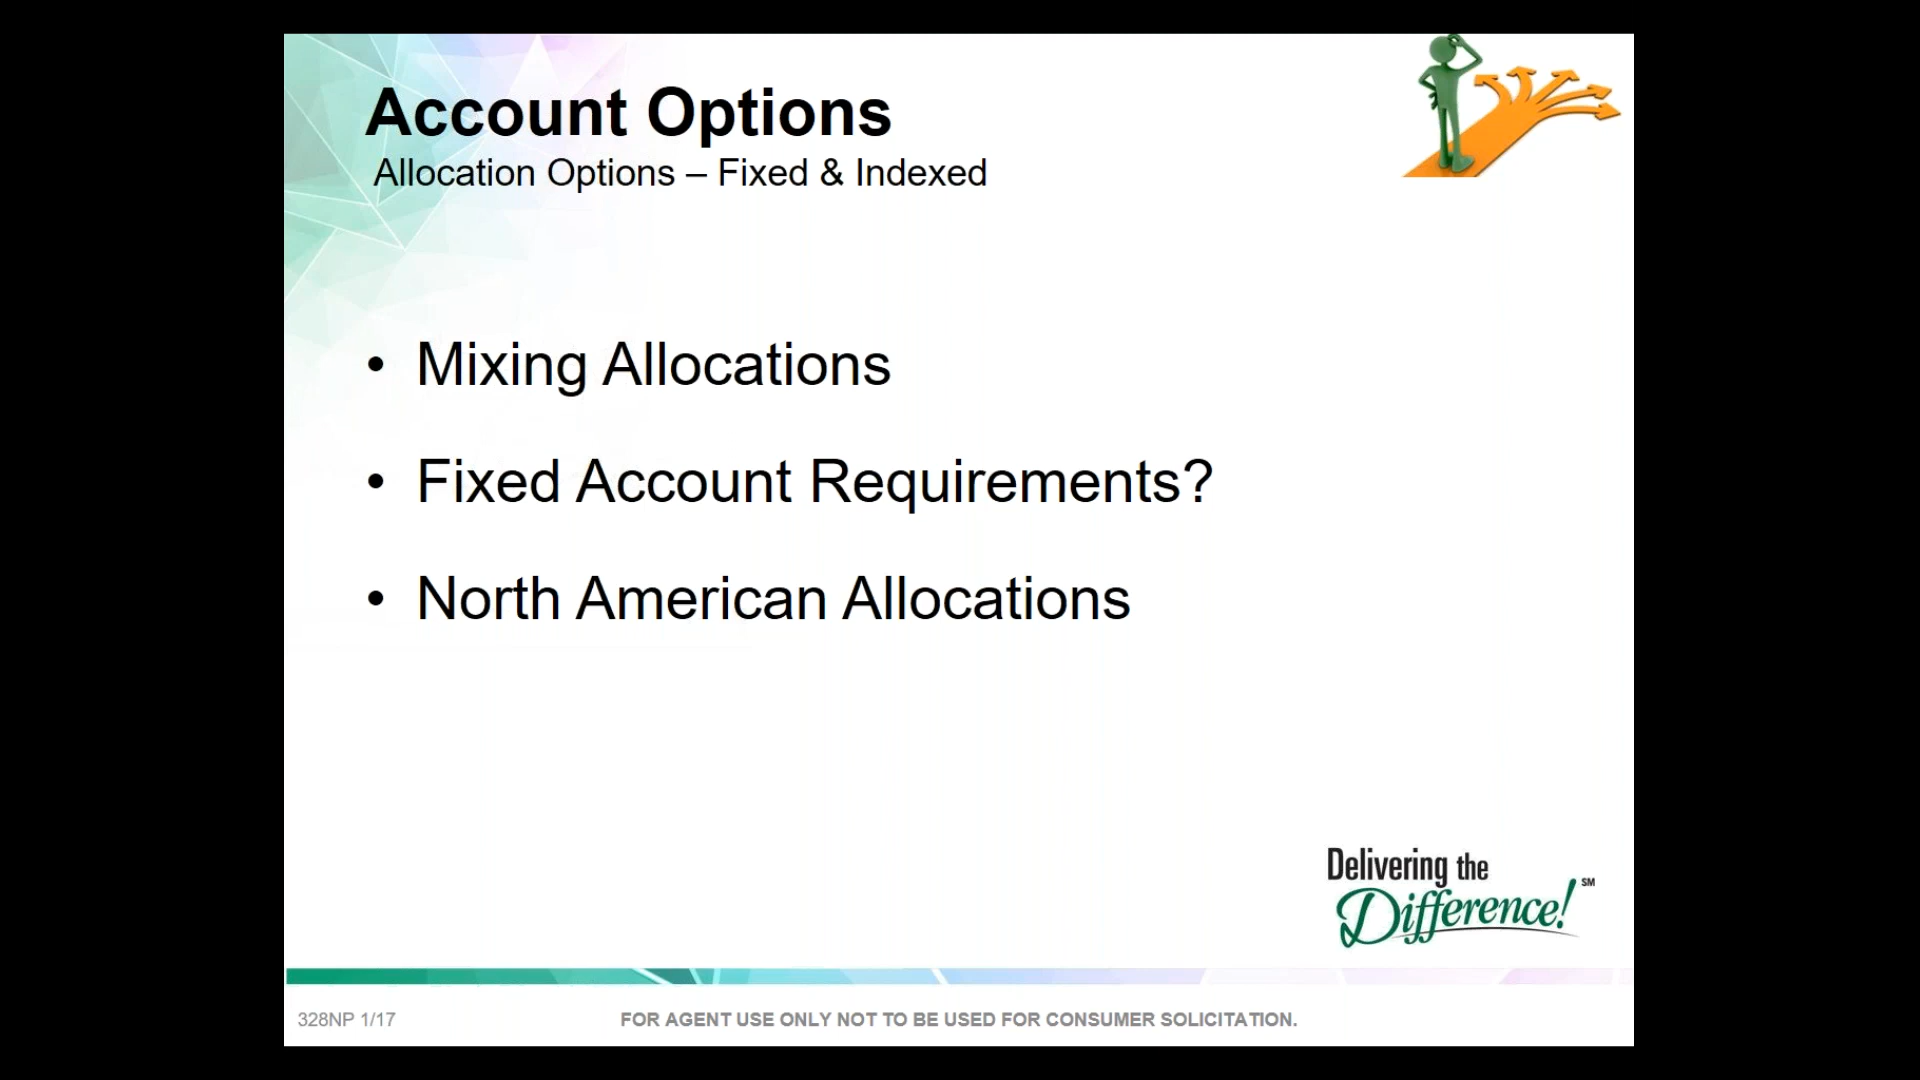 Account Options
Allocation Options – Fixed & Indexed
• Mixing Allocations
• Fixed Account Requirements?
• North American Allocations
Delivering the
Difference! SM
328NP 1/17
FOR AGENT USE ONLY NOT TO BE USED FOR CONSUMER SOLICITATION.